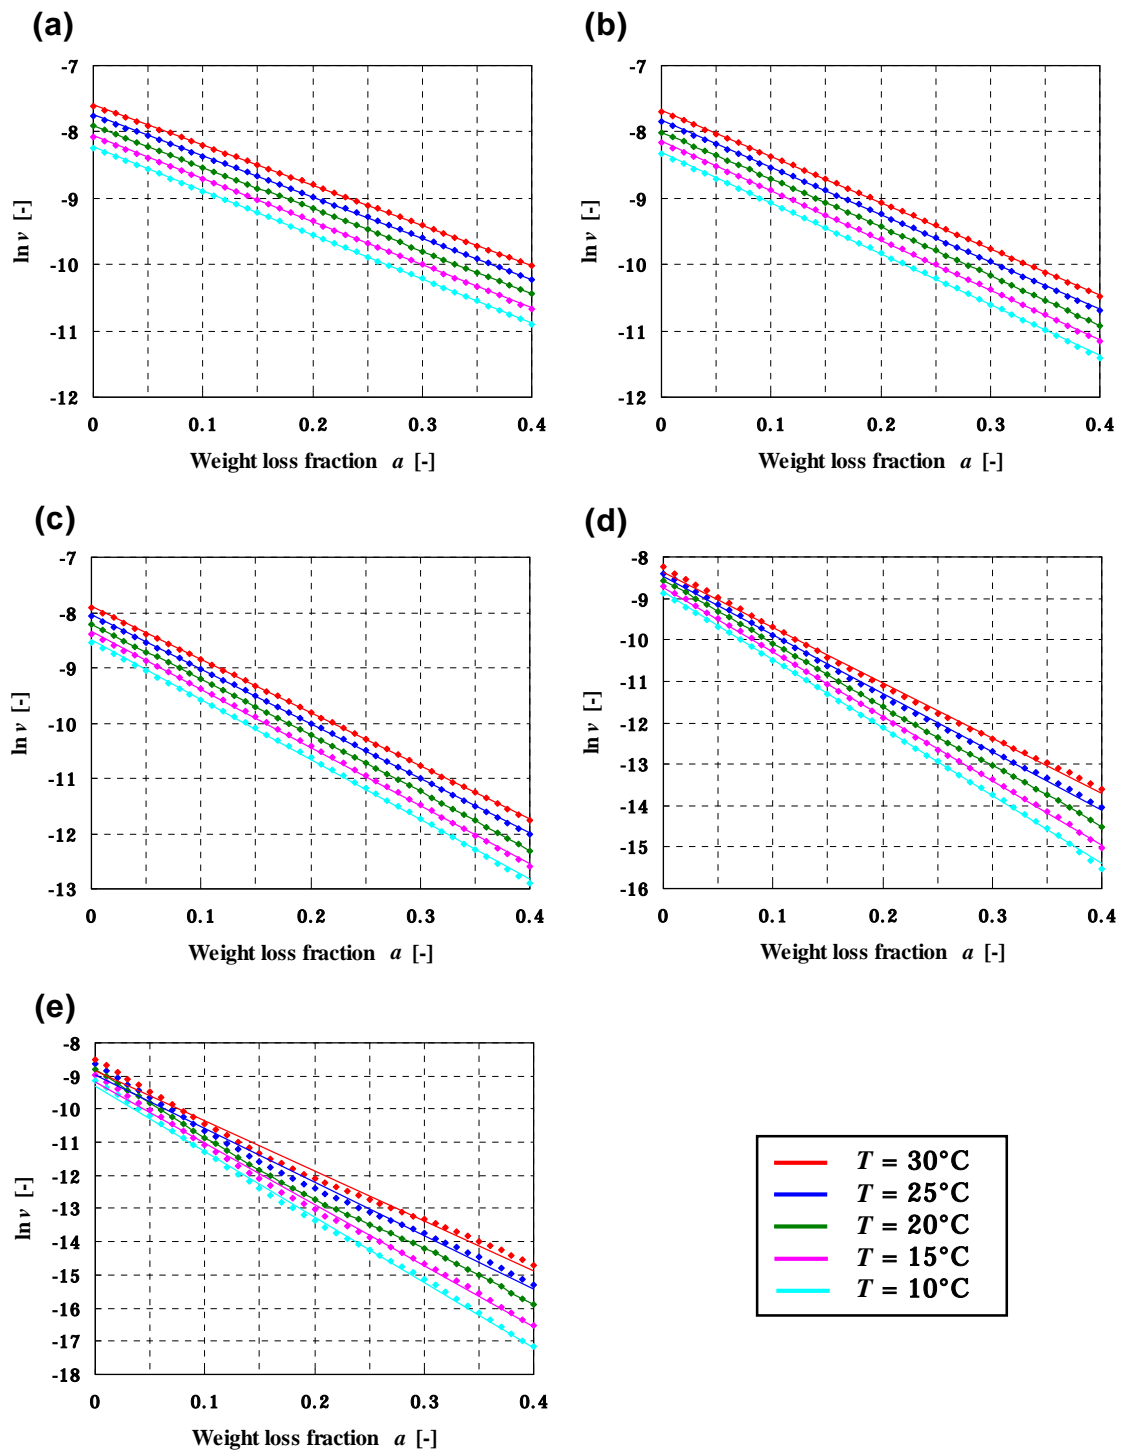 (a)
-7
-8
-9
-10
-11
-12
ln v [-]
0 0.1 0.2 0.3 0.4
Weight loss fraction a [-]
(b)
-7
-8
-9
-10
-11
-12
ln v [-]
0 0.1 0.2 0.3 0.4
Weight loss fraction a [-]
(c)
-7
-8
-9
-10
-11
-12
-13
ln v [-]
0 0.1 0.2 0.3 0.4
Weight loss fraction a [-]
(d)
-8
-9
-10
-11
-12
-13
-14
-15
-16
ln v [-]
0 0.1 0.2 0.3 0.4
Weight loss fraction a [-]
(e)
-8
-9
-10
-11
-12
-13
-14
-15
-16
-17
-18
ln v [-]
0 0.1 0.2 0.3 0.4
Weight loss fraction a [-]
T = 30°C
T = 25°C
T = 20°C
T = 15°C
T = 10°C